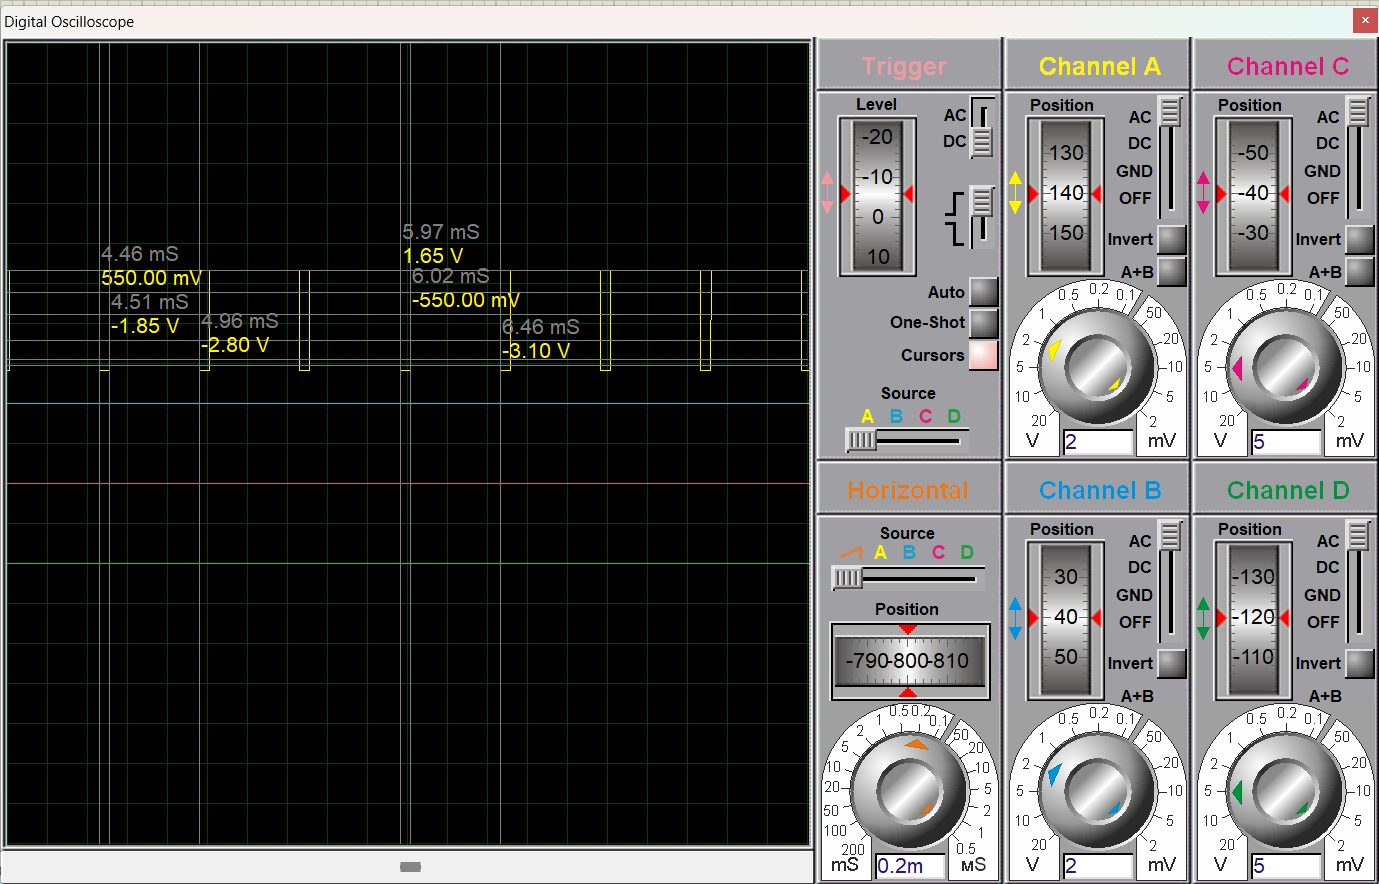 Digital Oscilloscope
×
4.46 mS
550.00 mV
4.51 mS
-1.85 V
4.96 mS
-2.80 V
5.97 mS
1.65 V
6.02 mS
-550.00 mV
6.46 mS
-3.10 V
Trigger
Level
-20
-10
0
10
AC
DC
Auto
One-Shot
Cursors
Source
A B C D
Channel A
Position
130
140
150
AC
DC
GND
OFF
Invert
A+B
20
10
5
2
1
0.5
0.2
0.1
50
20
10
5
2
V
mV
2
Channel C
Position
-50
-40
-30
AC
DC
GND
OFF
Invert
A+B
20
10
5
2
1
0.5
0.2
0.1
50
20
10
5
2
V
mV
5
Horizontal
Source
A B C D
Position
-790-800-810
200
100
50
20
10
5
2
1
0.5
0.2
0.1
50
20
10
5
2
1
0.5
mS
мS
0.2m
Channel B
Position
30
40
50
AC
DC
GND
OFF
Invert
A+B
20
10
5
2
1
0.5
0.2
0.1
50
20
10
5
2
V
mV
2
Channel D
Position
-130
-120
-110
AC
DC
GND
OFF
Invert
A+B
20
10
5
2
1
0.5
0.2
0.1
50
20
10
5
2
V
mV
5